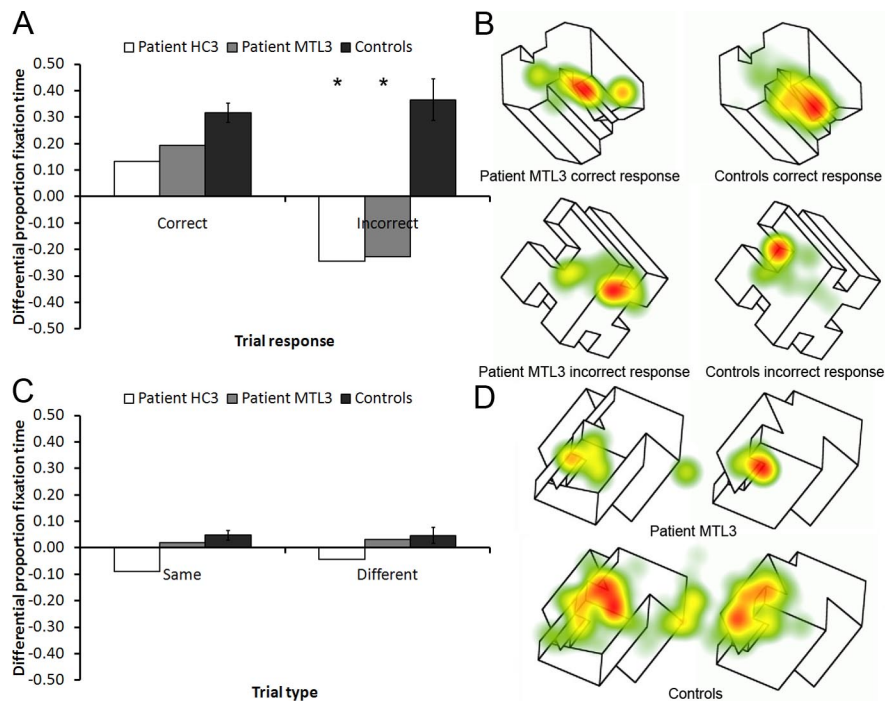 A
Patient HC3 Patient MTL3 Controls
Differential proportion fixation time
0.50
0.40
0.30
0.20
0.10
0.00
-0.10
-0.20
-0.30
-0.40
-0.50
* *
Correct Incorrect
Trial response
B
Patient MTL3 correct response Controls correct response
Patient MTL3 incorrect response Controls incorrect response
C
Patient HC3 Patient MTL3 Controls
Differential proportion fixation time
0.50
0.40
0.30
0.20
0.10
0.00
-0.10
-0.20
-0.30
-0.40
-0.50
Same Different
Trial type
D
Patient MTL3
Controls